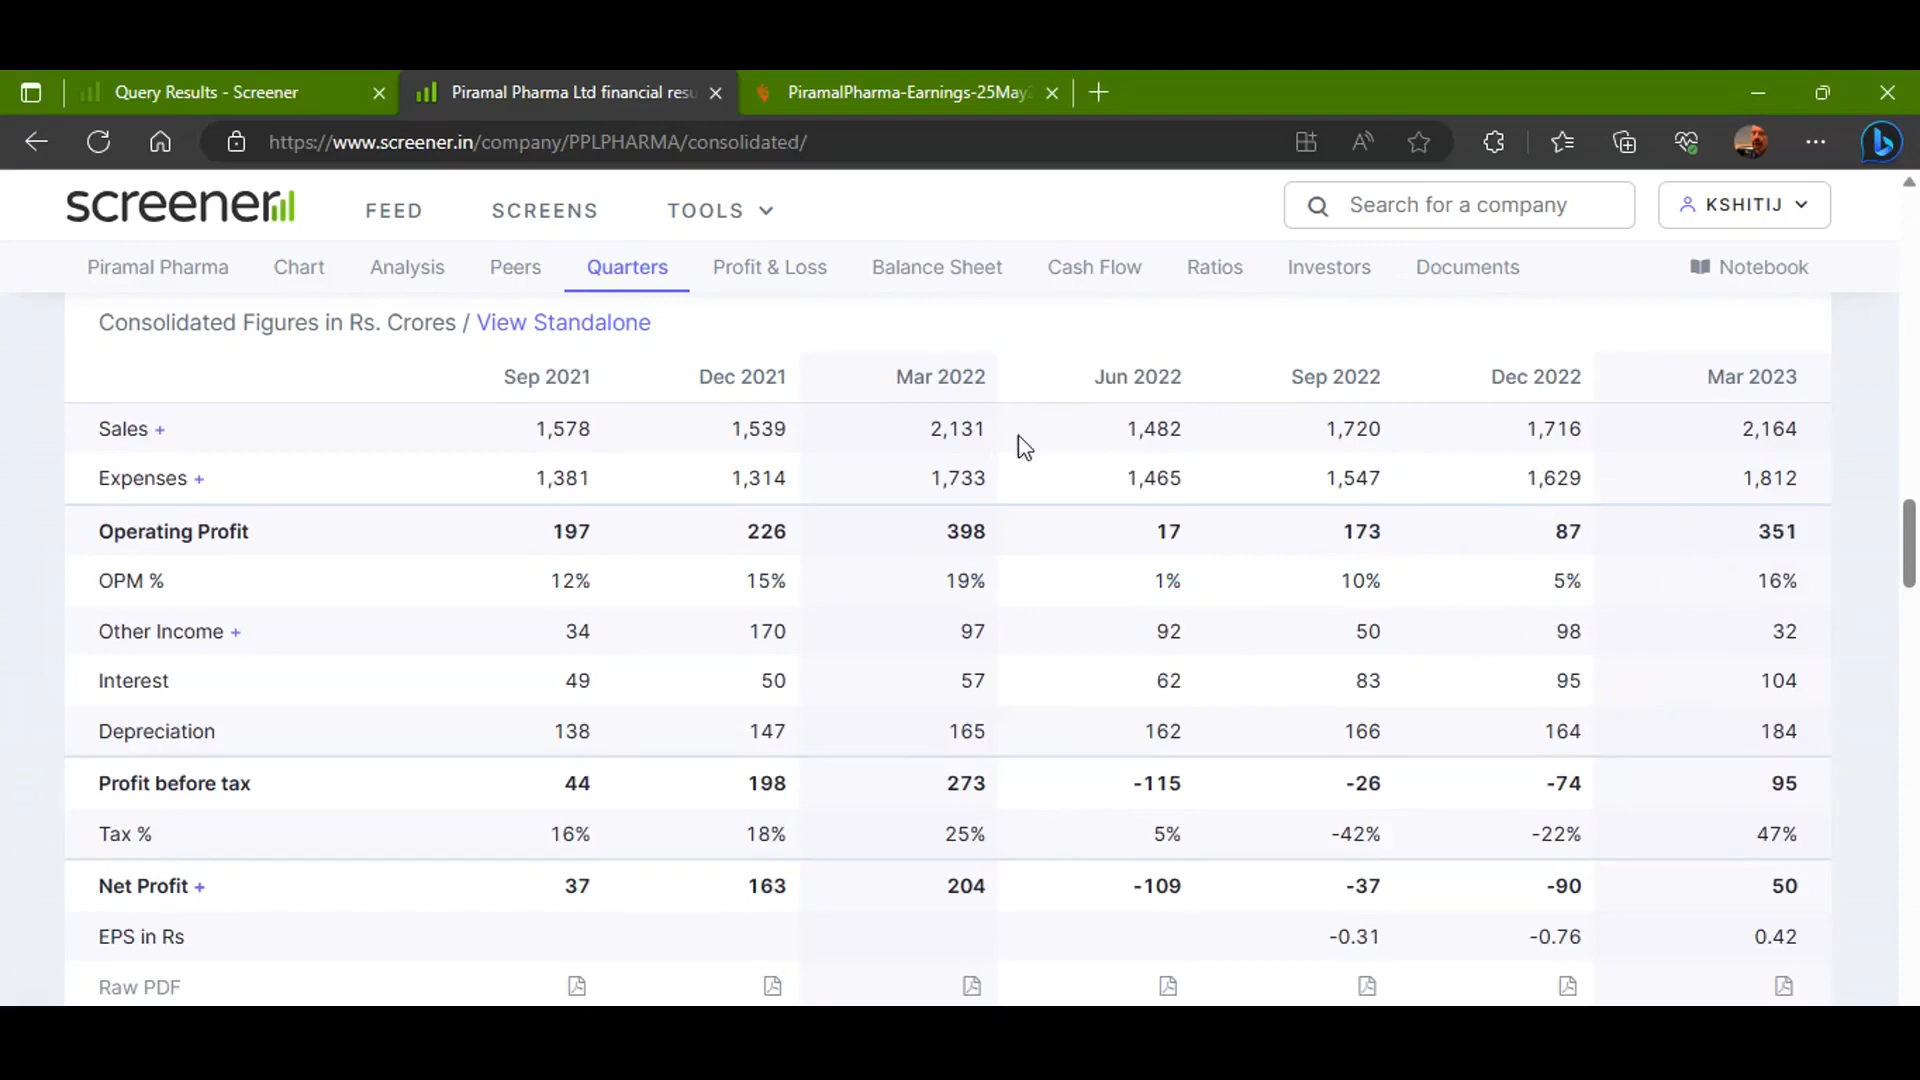 Query Results - Screener Piramal Pharma Ltd financial resu PiramalPharma-Earnings-25May2
https://www.screener.in/company/PPLPHARMA/consolidated/
screener FEED SCREENS TOOLS Search for a company KSHITIJ
Piramal Pharma Chart Analysis Peers Quarters Profit & Loss Balance Sheet Cash Flow Ratios Investors Documents Notebook
Consolidated Figures in Rs. Crores / View Standalone
Sep 2021 Dec 2021 Mar 2022 Jun 2022 Sep 2022 Dec 2022 Mar 2023
Sales + 1,578 1,539 2,131 1,482 1,720 1,716 2,164
Expenses + 1,381 1,314 1,733 1,465 1,547 1,629 1,812
Operating Profit 197 226 398 17 173 87 351
OPM % 12% 15% 19% 1% 10% 5% 16%
Other Income + 34 170 97 92 50 98 32
Interest 49 50 57 62 83 95 104
Depreciation 138 147 165 162 166 164 184
Profit before tax 44 198 273 -115 -26 -74 95
Tax % 16% 18% 25% 5% -42% -22% 47%
Net Profit + 37 163 204 -109 -37 -90 50
EPS in Rs -0.31 -0.76 0.42
Raw PDF